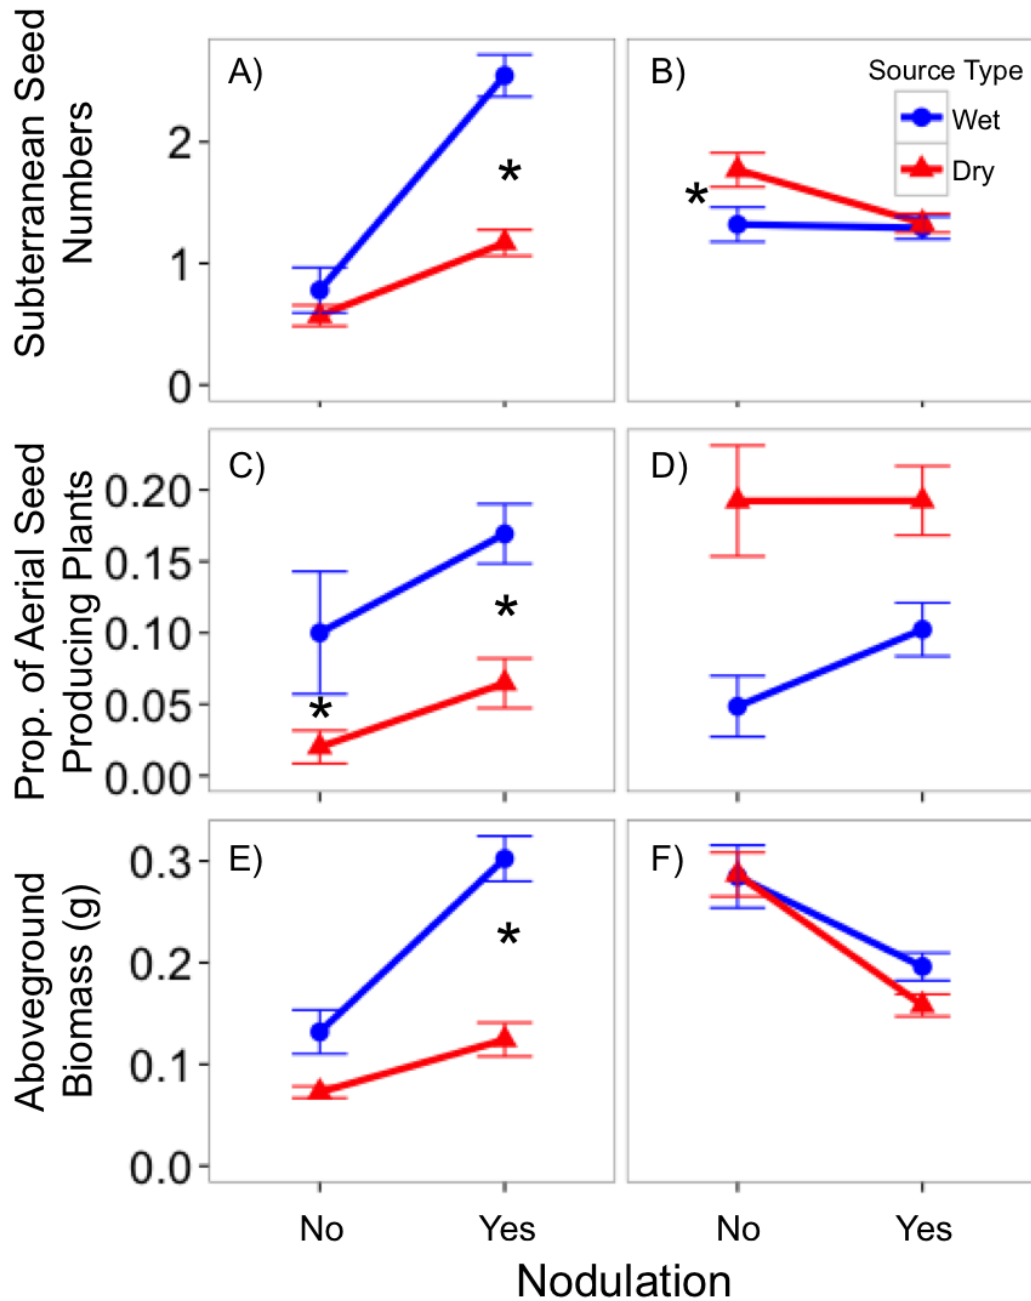 Subterranean Seed
Numbers
A)
B)
Source Type
Wet
Dry
2
1
0
*
*
Prop. of Aerial Seed
Producing Plants
C)
D)
0.20
0.15
0.10
0.05
0.00
*
*
Aboveground
Biomass (g)
E)
F)
0.3
0.2
0.1
0.0
*
No
Yes
No
Yes
Nodulation